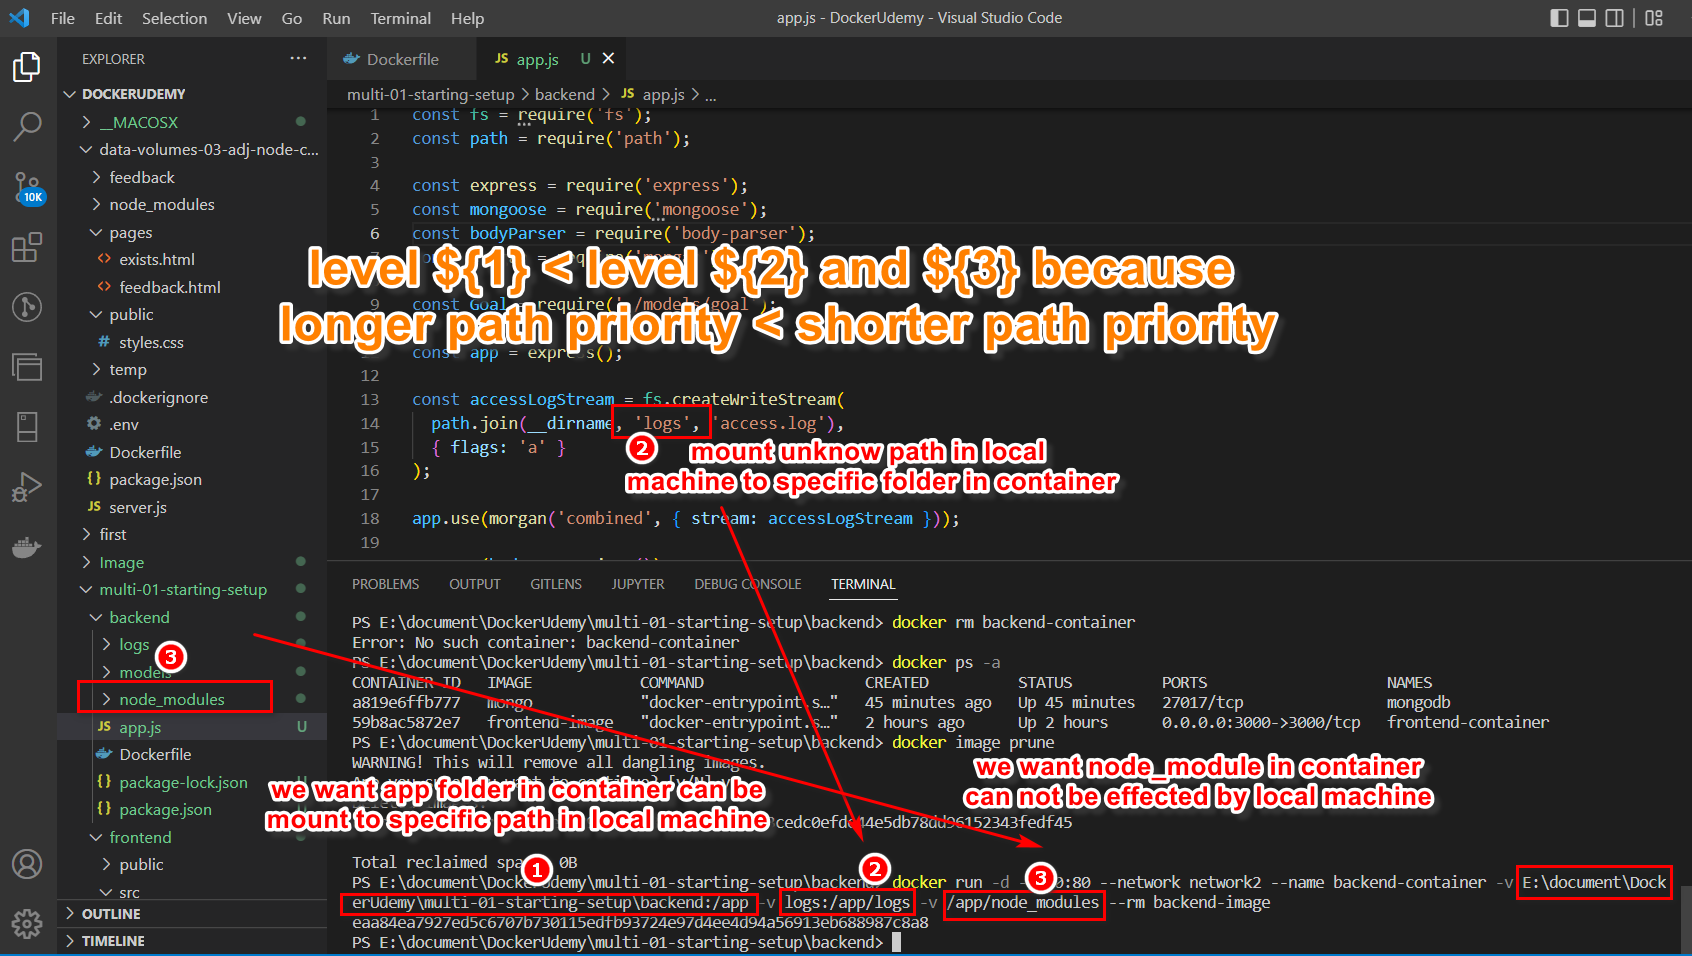 File Edit Selection View Go Run Terminal Help
app.js - DockerUdemy - Visual Studio Code
EXPLORER ...
DOCKERUDEMY
__MACOSX
data-volumes-03-adj-node-c...
feedback
node_modules
pages
<> exists.html
<> feedback.html
public
# styles.css
temp
.dockerignore
.env
Dockerfile
{} package.json
JS server.js
first
Image
multi-01-starting-setup
backend
logs
3
models
node_modules
JS app.js U
Dockerfile
{} package-lock.json
{} package.json
frontend
public
src
OUTLINE
TIMELINE
10K
Dockerfile
JS app.js U
multi-01-starting-setup > backend > JS app.js > ...
1 const fs = require('fs');
2 const path = require('path');
3
4 const express = require('express');
5 const mongoose = require('mongoose');
6 const bodyParser = require('body-parser');
level ${1} < level ${2} and ${3} because
9 const Goal = require('./models/goal');
longer path priority < shorter path priority
const app = express();
12
13 const accessLogStream = fs.createWriteStream(
14 path.join(__dirname, 'logs', 'access.log'),
15 { flags: 'a' }
16 );
17
18 app.use(morgan('combined', { stream: accessLogStream }));
19
2
mount unknow path in local
machine to specific folder in container
PROBLEMS OUTPUT GITLENS JUPYTER DEBUG CONSOLE TERMINAL
PS E:\document\DockerUdemy\multi-01-starting-setup\backend> docker rm backend-container
Error: No such container: backend-container
PS E:\document\DockerUdemy\multi-01-starting-setup\backend> docker ps -a
CONTAINER ID IMAGE COMMAND CREATED STATUS PORTS NAMES
a819e6ffb777 mongo "docker-entrypoint.s…" 45 minutes ago Up 45 minutes 27017/tcp mongodb
59b8ac5872e7 frontend-image "docker-entrypoint.s…" 2 hours ago Up 2 hours 0.0.0.0:3000->3000/tcp frontend-container
PS E:\document\DockerUdemy\multi-01-starting-setup\backend> docker image prune
WARNING! This will remove all dangling images.
we want app folder in container can be
mount to specific path in local machine
we want node_module in container
can not be effected by local machine
Total reclaimed space: 0B
1
2
3
PS E:\document\DockerUdemy\multi-01-starting-setup\backend> docker run -d :80 --network network2 --name backend-container -v E:\document\Dock
erUdemy\multi-01-starting-setup\backend:/app -v logs:/app/logs -v /app/node_modules --rm backend-image
eaa84ea7927ed5c6707b730115edfb93724e97d4ee4d94a56913eb688987c8a8
PS E:\document\DockerUdemy\multi-01-starting-setup\backend>